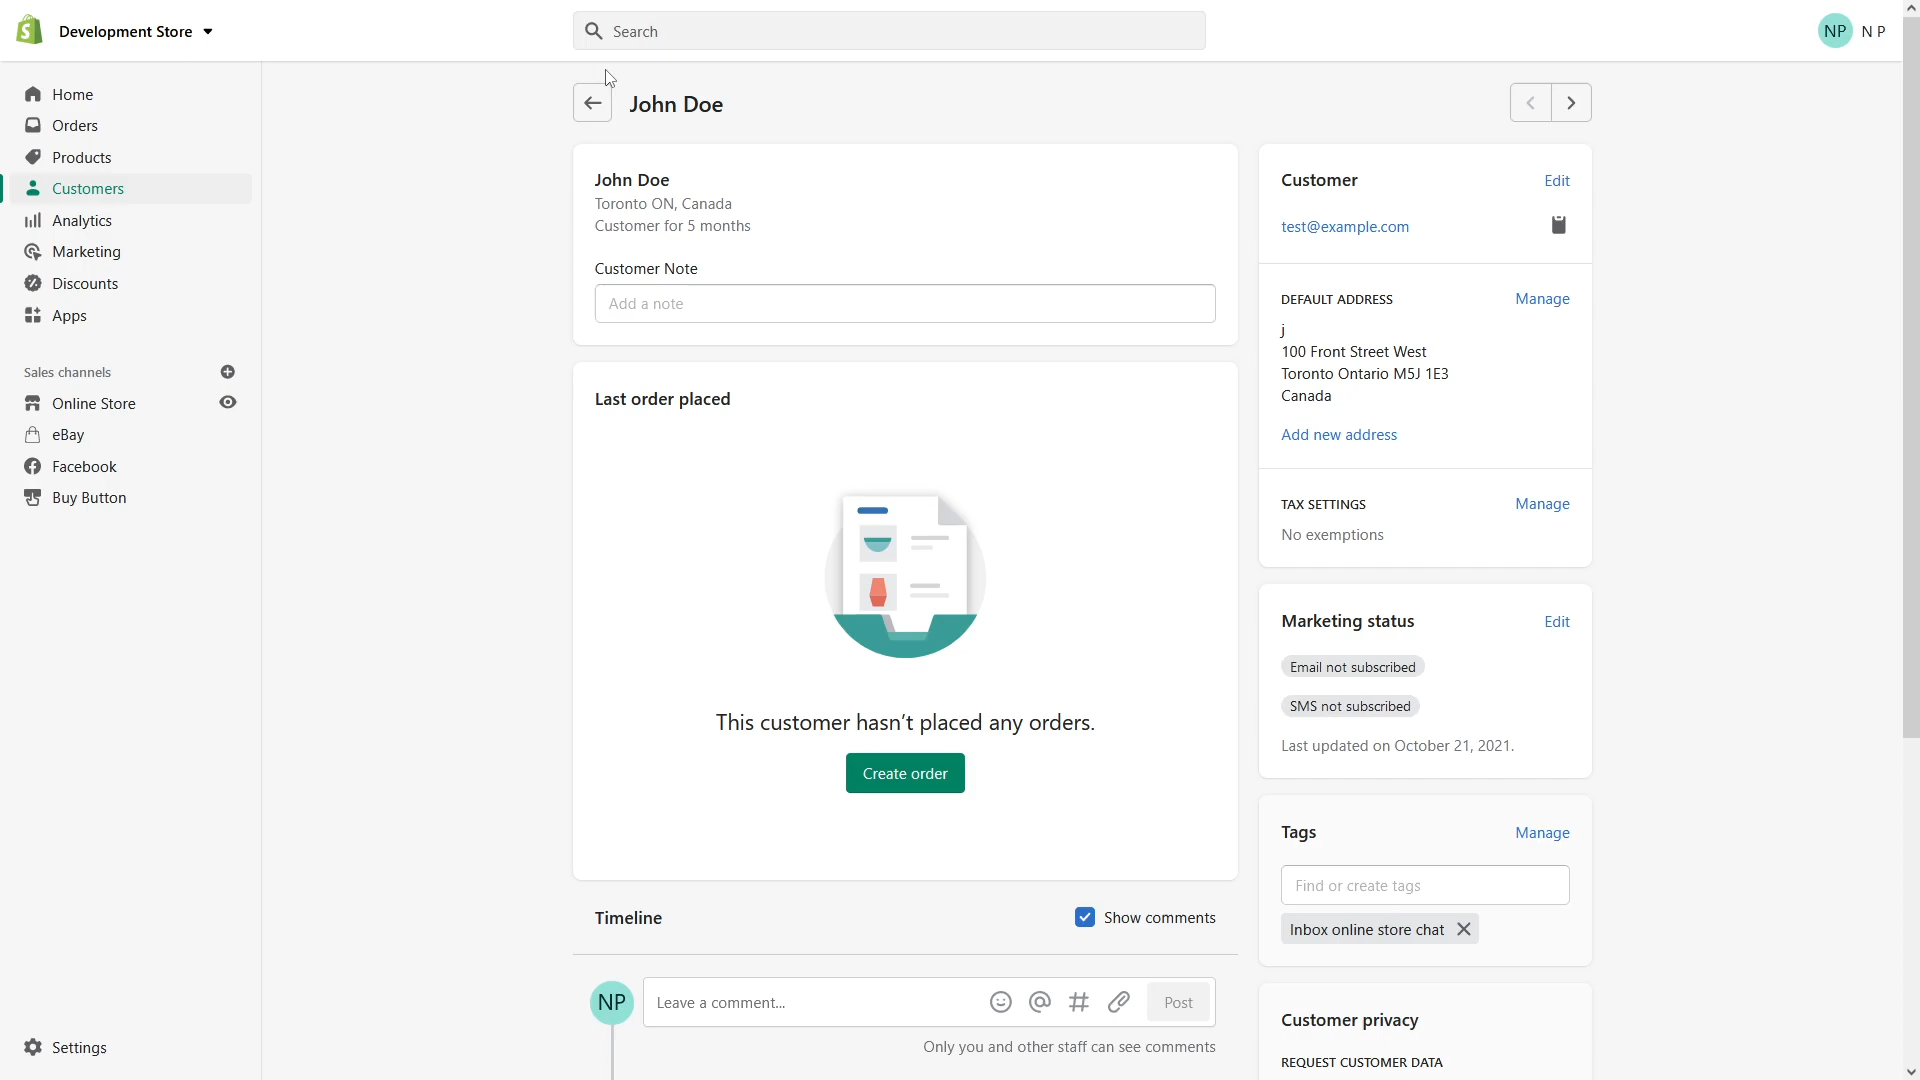 Development Store
Search
NP
N P
Home
Orders
Products
Customers
Analytics
Marketing
Discounts
Apps
Sales channels
Online Store
eBay
Facebook
Buy Button
Settings
John Doe
John Doe
Toronto ON, Canada
Customer for 5 months
Customer Note
Add a note
Last order placed
This customer hasn’t placed any orders.
Create order
Timeline
Show comments
NP
Leave a comment...
Post
Only you and other staff can see comments
Customer
Edit
test@example.com
DEFAULT ADDRESS
Manage
j
100 Front Street West
Toronto Ontario M5J 1E3
Canada
Add new address
TAX SETTINGS
Manage
No exemptions
Marketing status
Edit
Email not subscribed
SMS not subscribed
Last updated on October 21, 2021.
Tags
Manage
Find or create tags
Inbox online store chat
Customer privacy
REQUEST CUSTOMER DATA